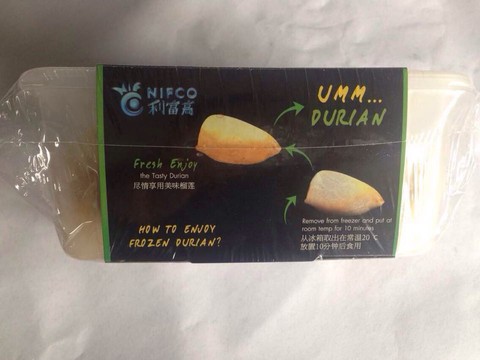 NIFCO
利富高
UMM...
DURIAN
Fresh Enjoy
the Tasty Durian
尽情享用美味榴莲
Remove from freezer and put at
room temp for 10 minutes
从冰箱取出在常温20℃
放置10分钟后食用
HOW TO ENJOY
FROZEN DURIAN?